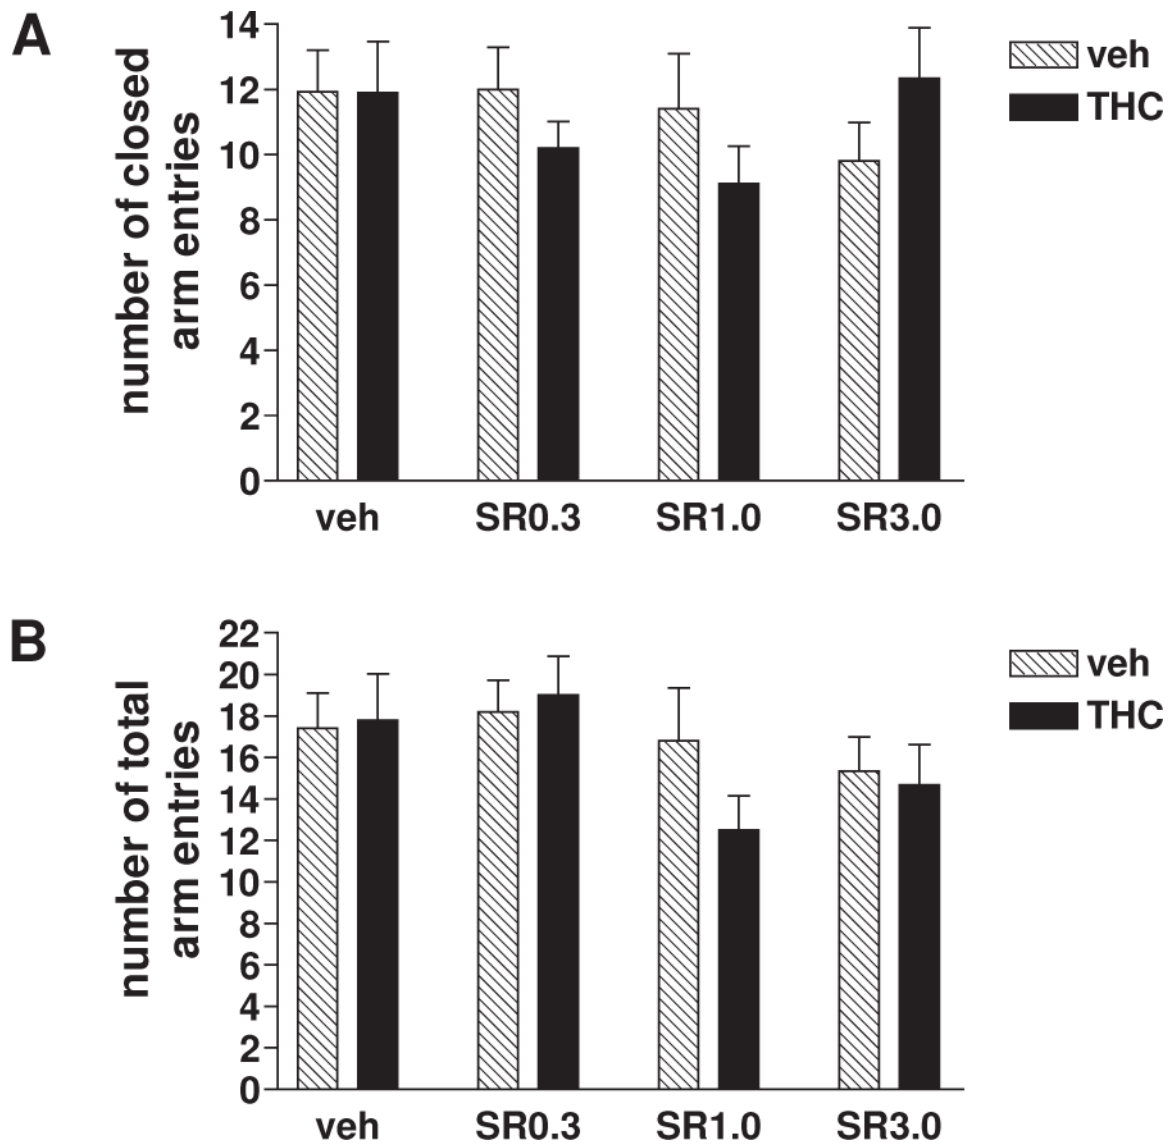 A
number of closed
arm entries
14
12
10
8
6
4
2
0
veh
THC
veh
SR0.3
SR1.0
SR3.0
B
number of total
arm entries
22
20
18
16
14
12
10
8
6
4
2
0
veh
THC
veh
SR0.3
SR1.0
SR3.0